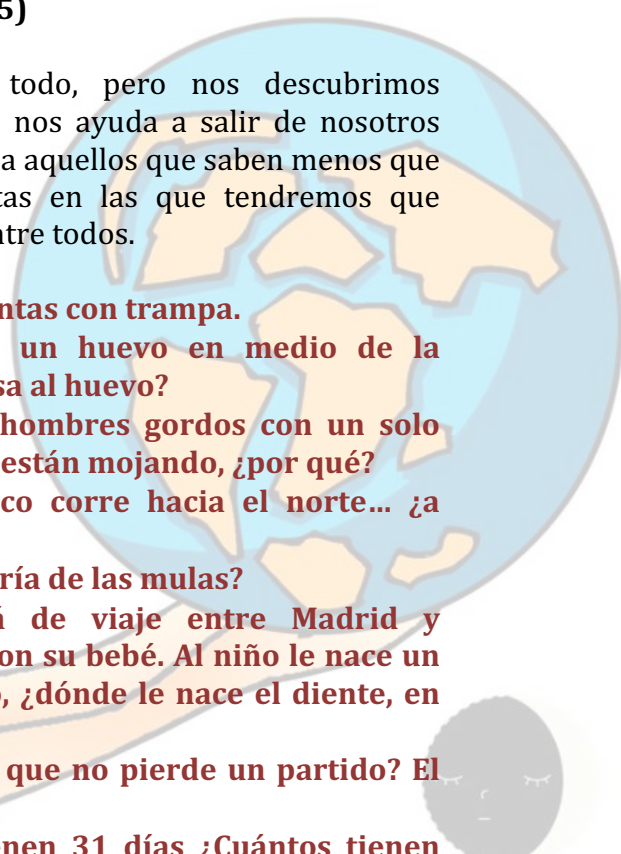 5)
todo, pero nos descubrimos
nos ayuda a salir de nosotros
a aquellos que saben menos que
tas en las que tendremos que
ntre todos.
ntas con trampa.
un huevo en medio de la
sa al huevo?
hombres gordos con un solo
están mojando, ¿por qué?
co corre hacia el norte... ¿a
ría de las mulas?
de viaje entre Madrid y
on su bebé. Al niño le nace un
, ¿dónde le nace el diente, en
que no pierde un partido? El
nen 31 días ¿Cuántos tienen